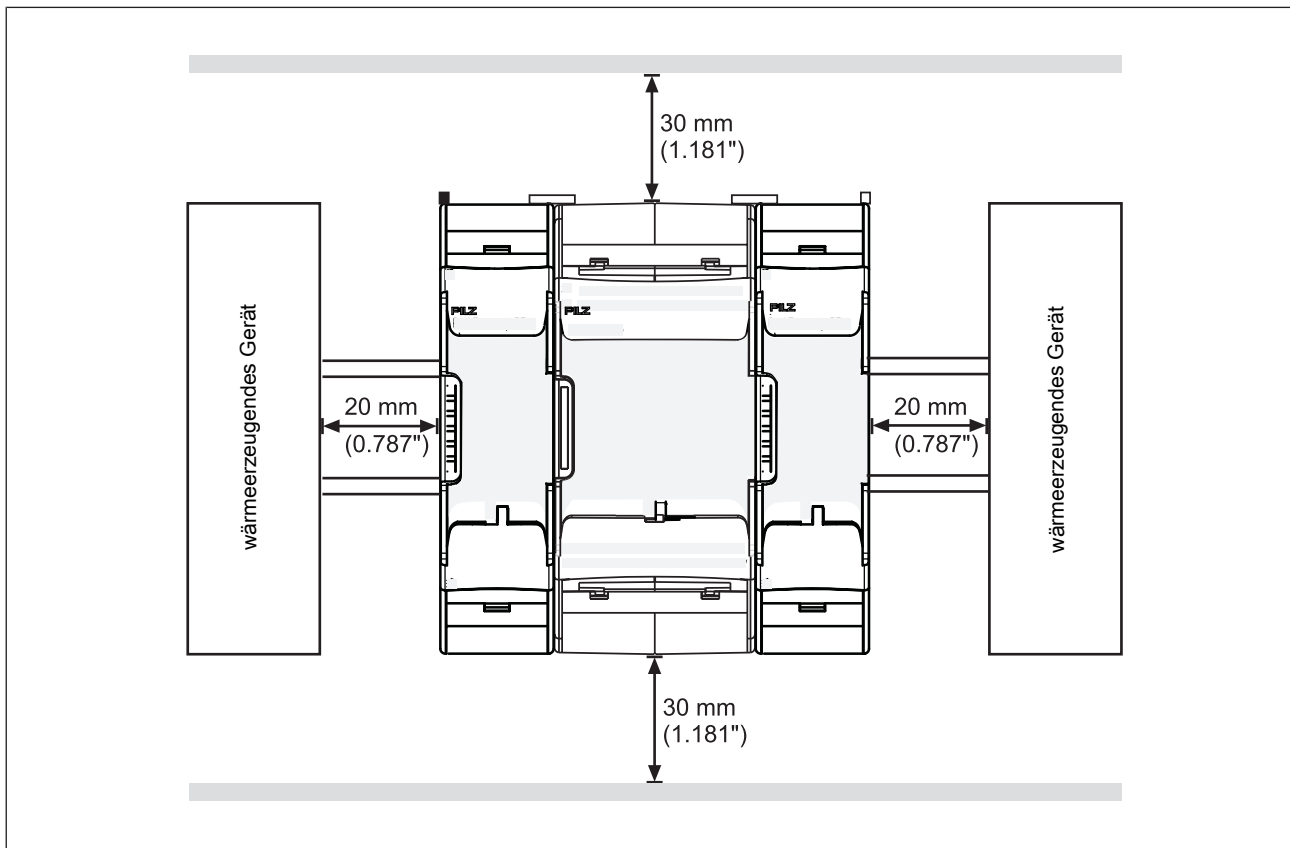 30 mm
(1.181")
wärmeerzeugendes Gerät
PILZ
PILZ
PILZ
wärmeerzeugendes Gerät
20 mm
(0.787")
20 mm
(0.787")
30 mm
(1.181")